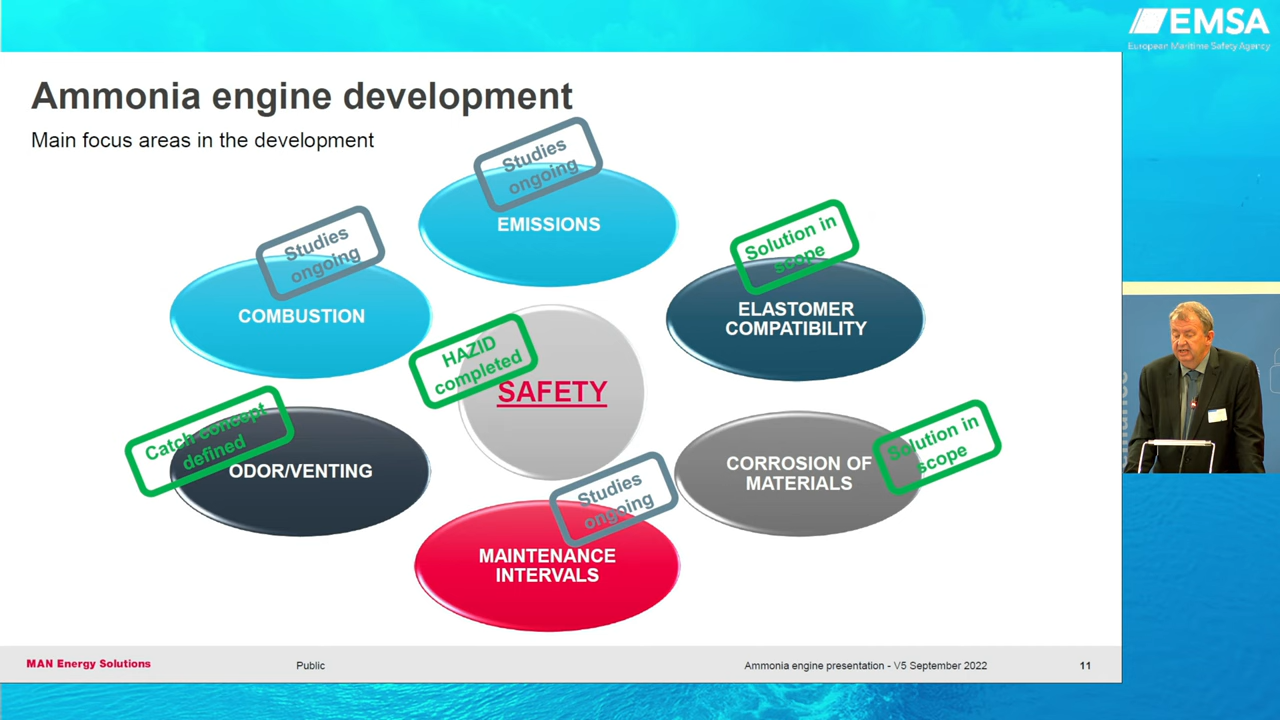 EMSA
European Maritime Safety Agency
Ammonia engine development
Main focus areas in the development
Studies
ongoing
EMISSIONS
Studies
ongoing
COMBUSTION
Solution in
scope
ELASTOMER
COMPATIBILITY
HAZID
completed
SAFETY
Catch concept
defined
ODOR/VENTING
Solution in
scope
CORROSION OF
MATERIALS
Studies
ongoing
MAINTENANCE
INTERVALS
MAN Energy Solutions
Public
Ammonia engine presentation - V5 September 2022
11